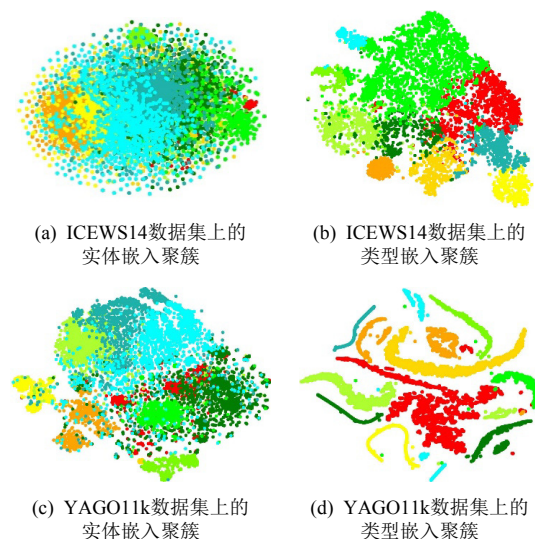 (a) ICEWS14数据集上的
实体嵌入聚簇
(b) ICEWS14数据集上的
类型嵌入聚簇
(c) YAGO11k数据集上的
实体嵌入聚簇
(d) YAGO11k数据集上的
类型嵌入聚簇